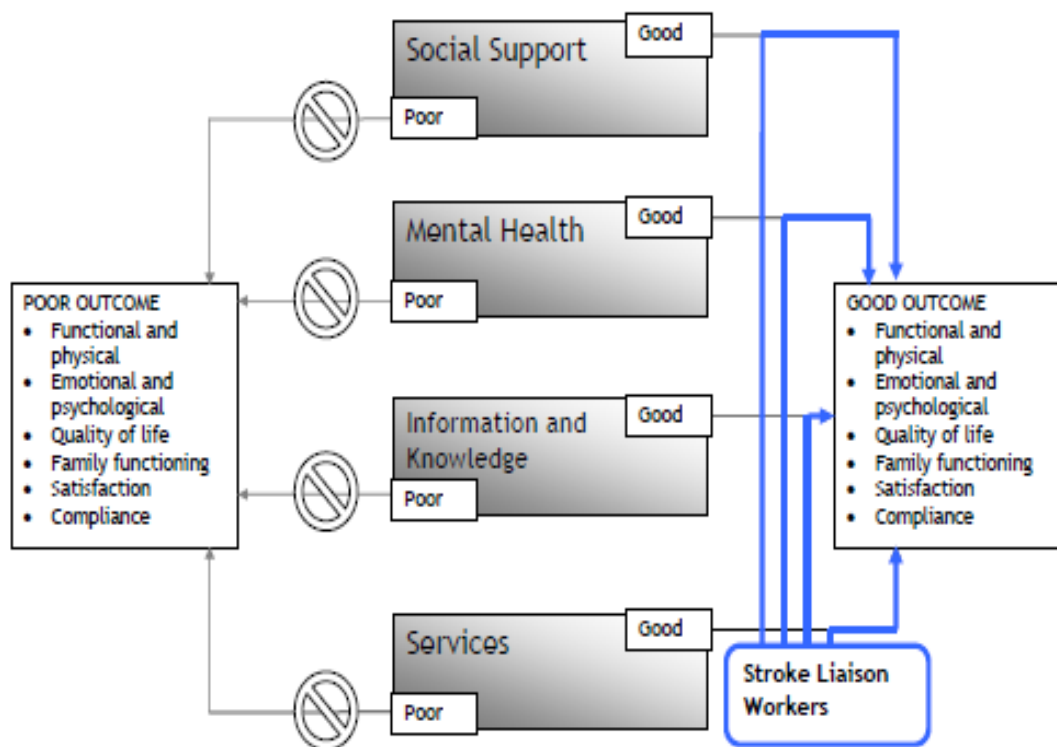 Social Support
Good
Poor
Mental Health
Good
Poor
POOR OUTCOME
• Functional and
physical
• Emotional and
psychological
• Quality of life
• Family functioning
• Satisfaction
• Compliance
GOOD OUTCOME
• Functional and
physical
• Emotional and
psychological
• Quality of life
• Family functioning
• Satisfaction
• Compliance
Information and
Knowledge
Good
Poor
Services
Good
Poor
Stroke Liaison
Workers